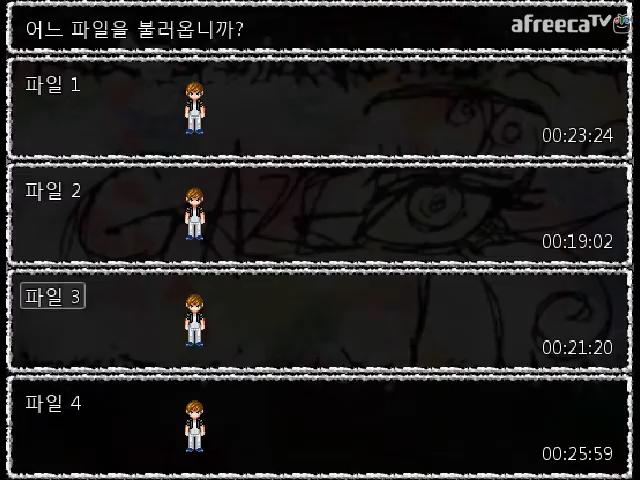 어느 파일을 불러옵니까?
afreecaTV
파일 1
00:23:24
파일 2
GAZE
00:19:02
파일 3
00:21:20
파일 4
00:25:59